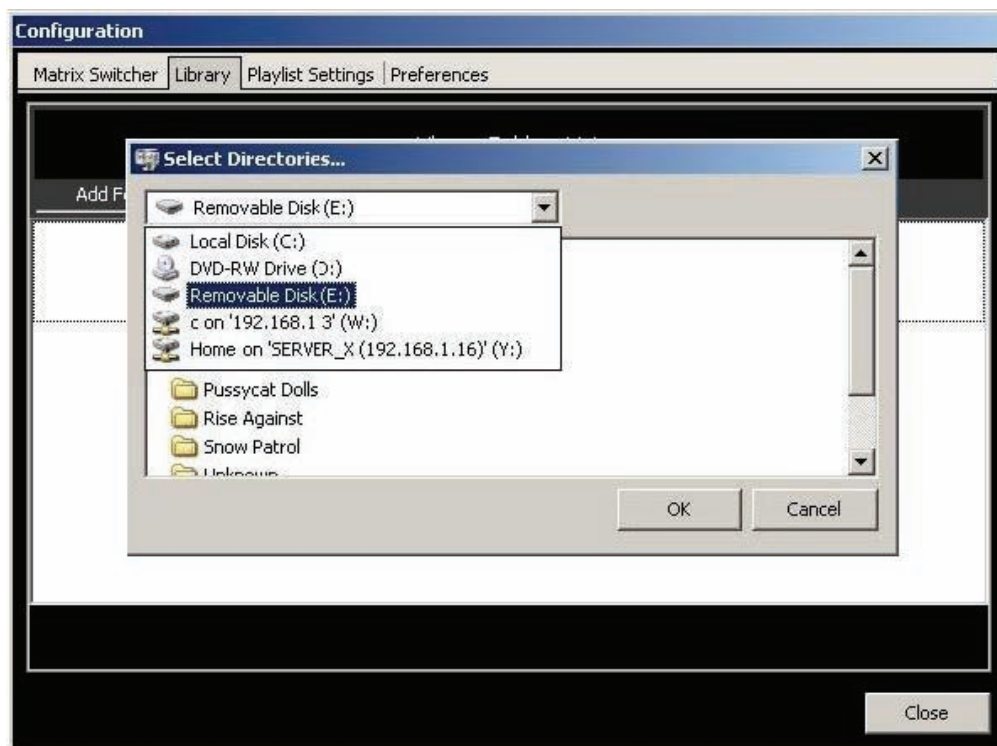 Configuration
Matrix Switcher Library Playlist Settings Preferences
Select Directories...
Add
Removable Disk (E:)
Local Disk (C:)
DVD-RW Drive (D:)
Removable Disk (E:)
c on '192.168.1 3' (W:)
Home on 'SERVER_X (192.168.1.16)' (Y:)
Pussycat Dolls
Rise Against
Snow Patrol
Unknown
OK Cancel
Close